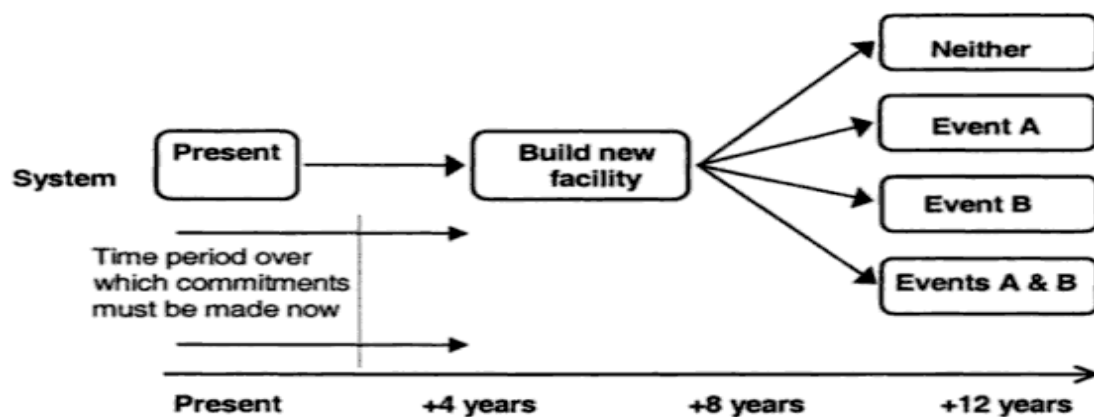 Neither
Event A
Present
Build new
facility
System
Event B
Time period over
which commitments
must be made now
Events A & B
Present +4 years +8 years +12 years